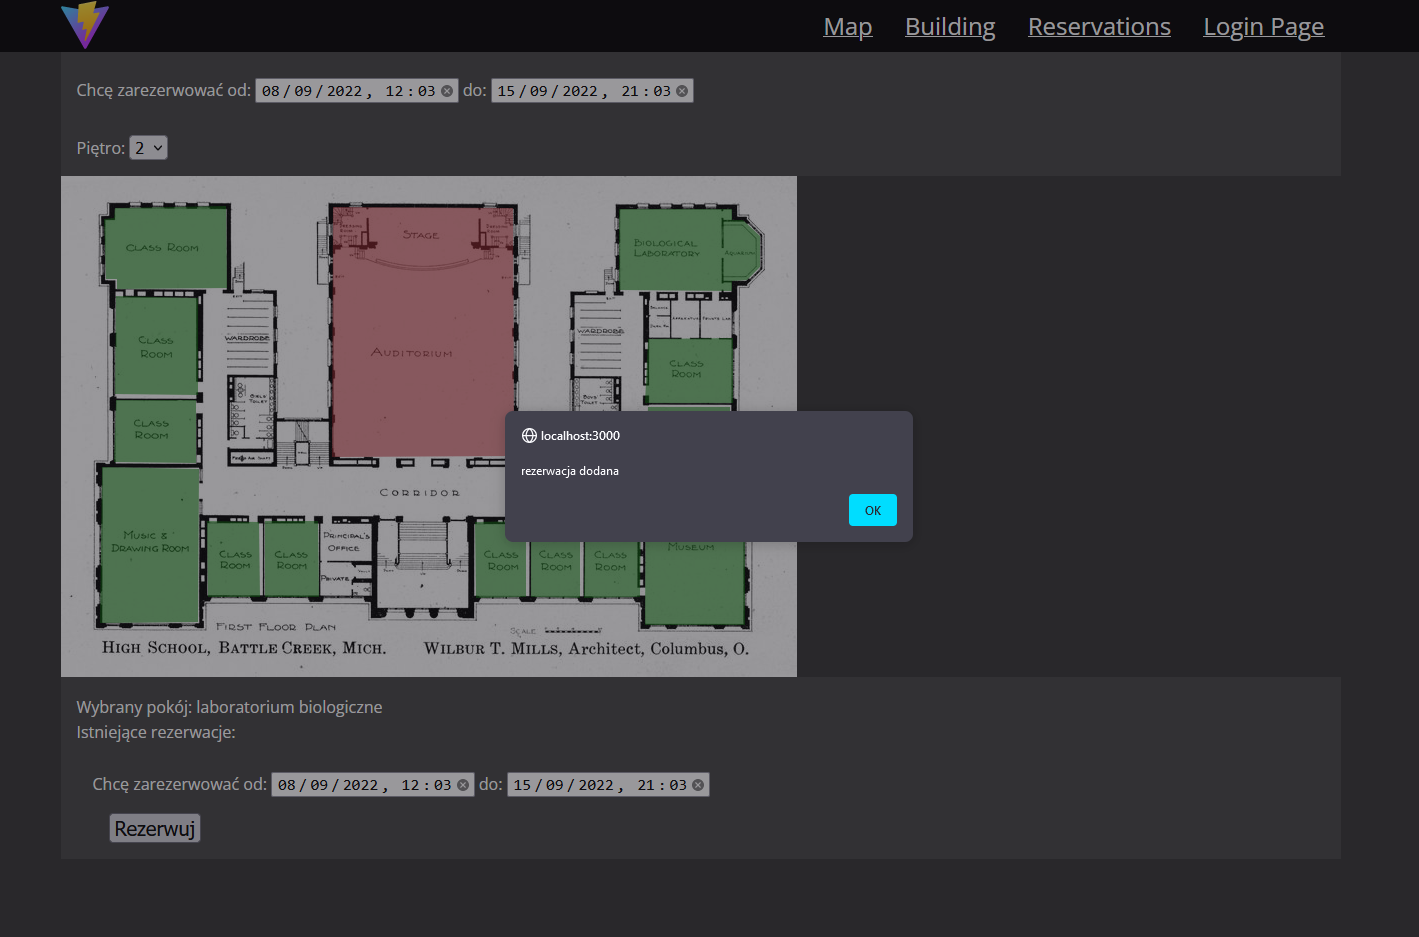 Map Building Reservations Login Page
Chcę zarezerwować od: 08/09/2022, 12:03 do: 15/09/2022, 21:03
Piętro: 2
CLASS ROOM
STAGE
BIOLOGICAL
LABORATORY
AQUARIUM
WARDROBE
WARDROBE
CLASS
ROOM
AUDITORIUM
CLASS
ROOM
GIRLS
TOILET
BOYS
TOILET
CLASS
ROOM
CORRIDOR
MUSIC &
DRAWING ROOM
CLASS
ROOM
CLASS
ROOM
PRINCIPAL'S
OFFICE
PRIVATE
CLASS
ROOM
CLASS
ROOM
CLASS
ROOM
MUSEUM
FIRST FLOOR PLAN
SCALE
HIGH SCHOOL, BATTLE CREEK, MICH. WILBUR T. MILLS, Architect, Columbus, O.
localhost:3000
rezerwacja dodana
OK
Wybrany pokój: laboratorium biologiczne
Istniejące rezerwacje:
Chcę zarezerwować od: 08/09/2022, 12:03 do: 15/09/2022, 21:03
Rezerwuj